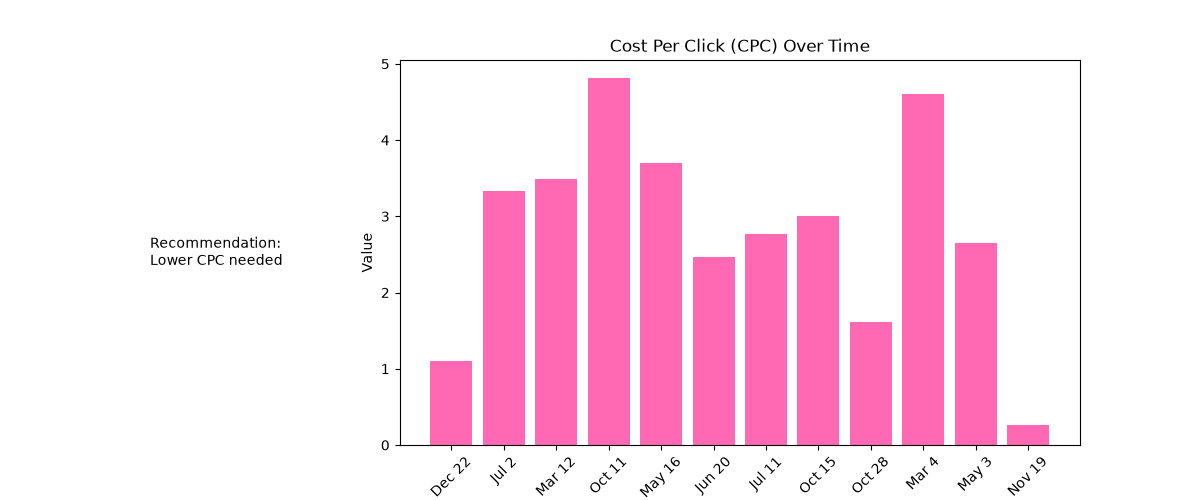 Cost Per Click (CPC) Over Time
Recommendation:
Lower CPC needed
Value
5
4
3
2
1
0
Dec 22
Jul 2
Mar 12
Oct 11
May 16
Jun 20
Jul 11
Oct 15
Oct 28
Mar 4
May 3
Nov 19